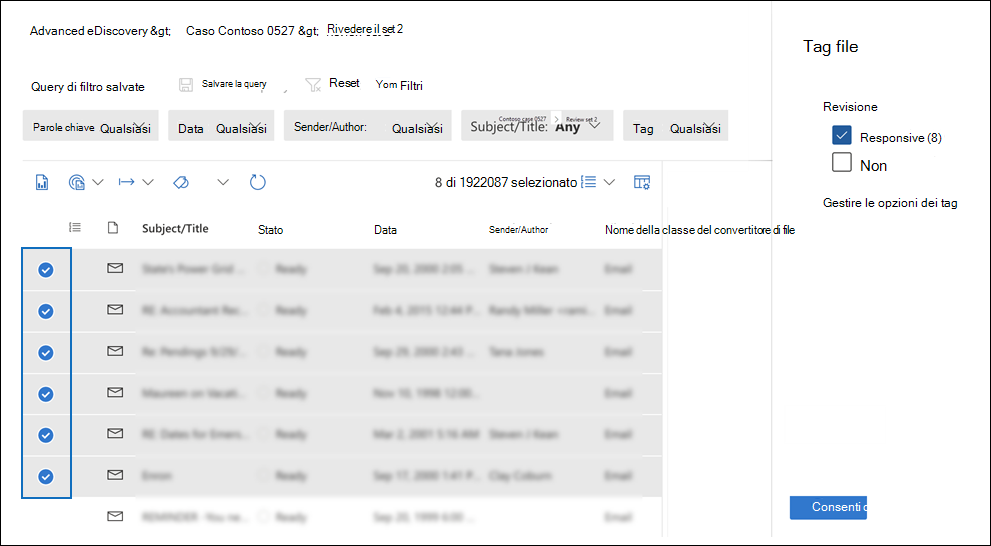 Advanced eDiscovery &gt; Caso Contoso 0527 &gt; Rivedere il set 2
Tag file
Query di filtro salvate Salvare la query Reset Yom Filtri
Revisione
Parole chiave Qualsiasi Data Qualsiasi Sender/Author: Qualsiasi Subject/Title: Any Contoso case 0527 > Review set 2 Tag Qualsiasi
Responsive (8)
Non
8 di 1922087 selezionato
Gestire le opzioni dei tag
Subject/Title Stato Data Sender/Author Nome della classe del convertitore di file
State's Power Grid ... Ready Sep 20, 2000 2:05 ... Steven J Kean Email
RE: Accountant Rec... Ready Feb 4, 2015 12:44 P... Randy Miller <rami... Email
Re: Pendings 9/29/... Ready Sep 29, 2000 2:43 ... Tana Jones Email
Maureen on Vacati... Ready Nov 10, 1998 12:00... Email
RE: Dates for Emers... Ready Mar 2, 2001 5:16 AM Steven J Kean Email
Enron Ready Sep 17, 2000 1:41 P... Clay Coburn Email
REMINDER -You ne... Ready Sep 20, 1999 6:00 ... Email
Consenti